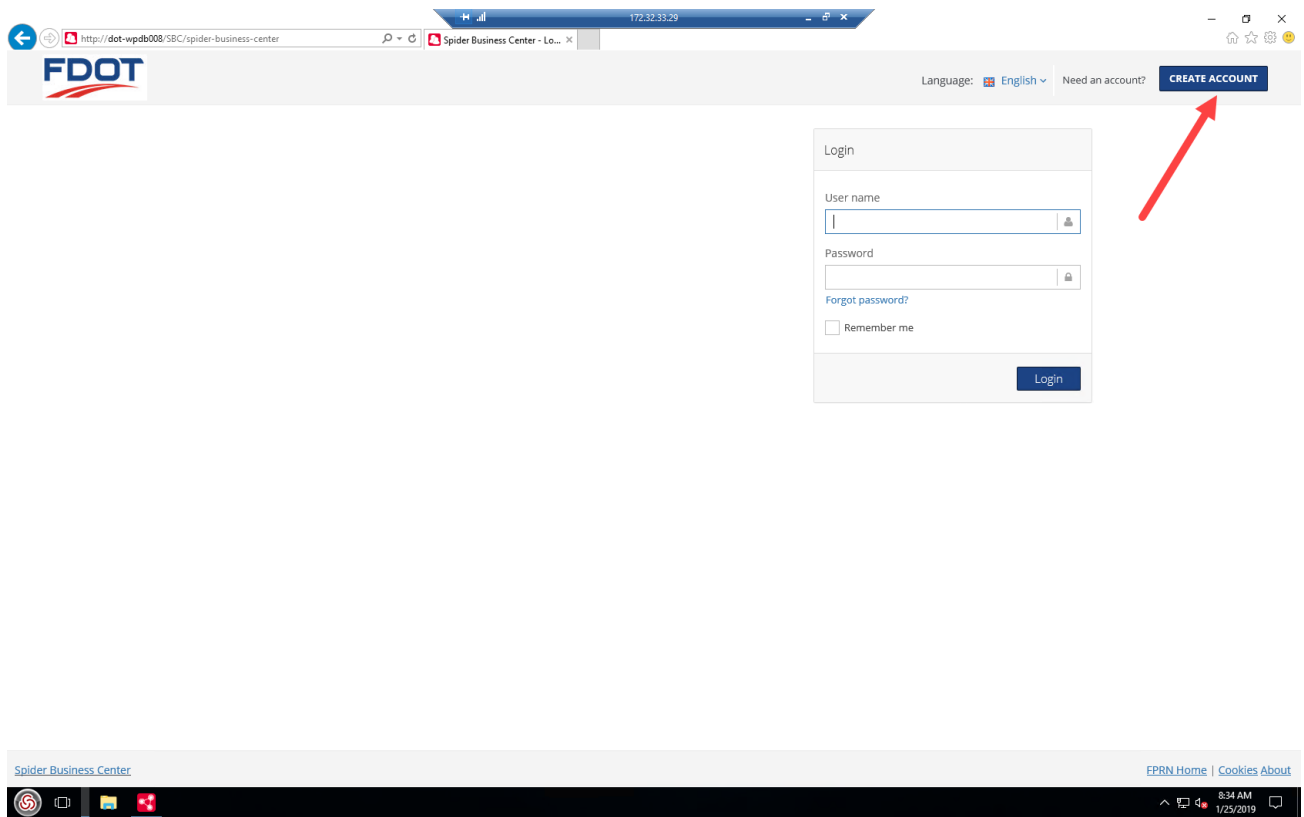 172.32.33.29
http://dot-wpdb008/SBC/spider-business-center
Spider Business Center - Lo...
FDOT
Language: English
Need an account?
CREATE ACCOUNT
Login
User name
Password
Forgot password?
Remember me
Login
Spider Business Center
FPRN Home | Cookies About
8:34 AM
1/25/2019